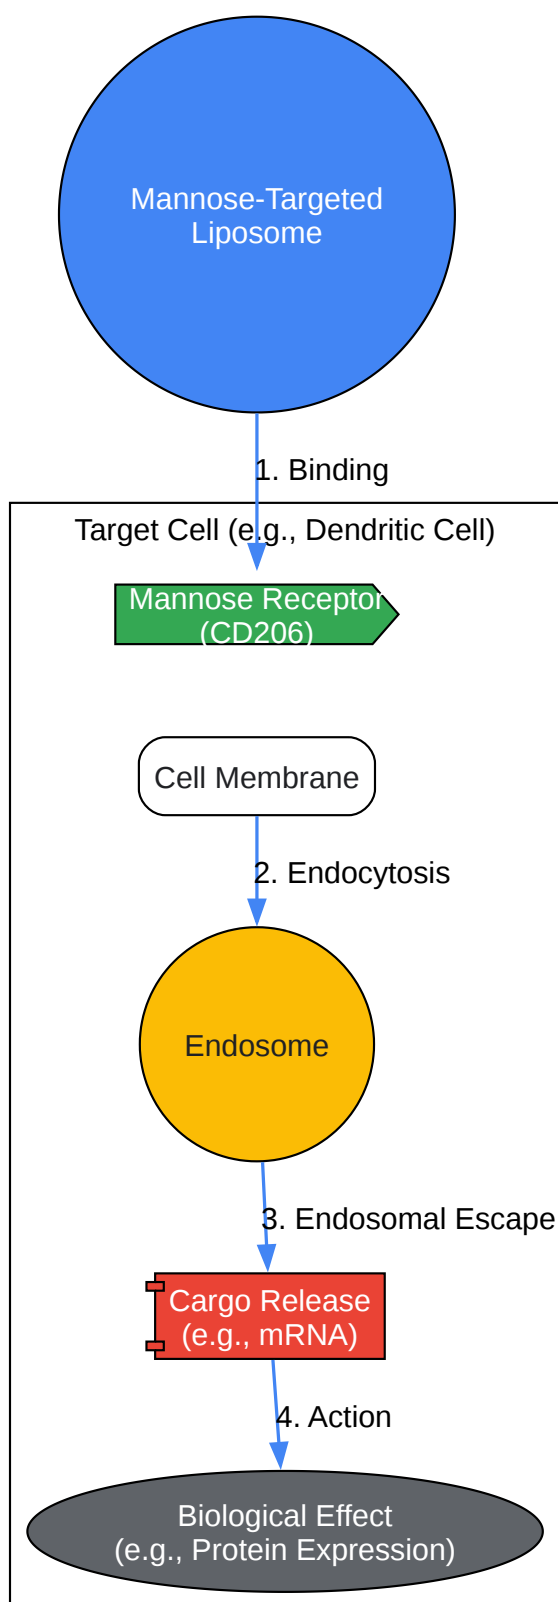 Mannose-Targeted
Liposome
1. Binding
Target Cell (e.g., Dendritic Cell)
Mannose Receptor
(CD206)
Cell Membrane
2. Endocytosis
Endosome
3. Endosomal Escape
Cargo Release
(e.g., mRNA)
4. Action
Biological Effect
(e.g., Protein Expression)